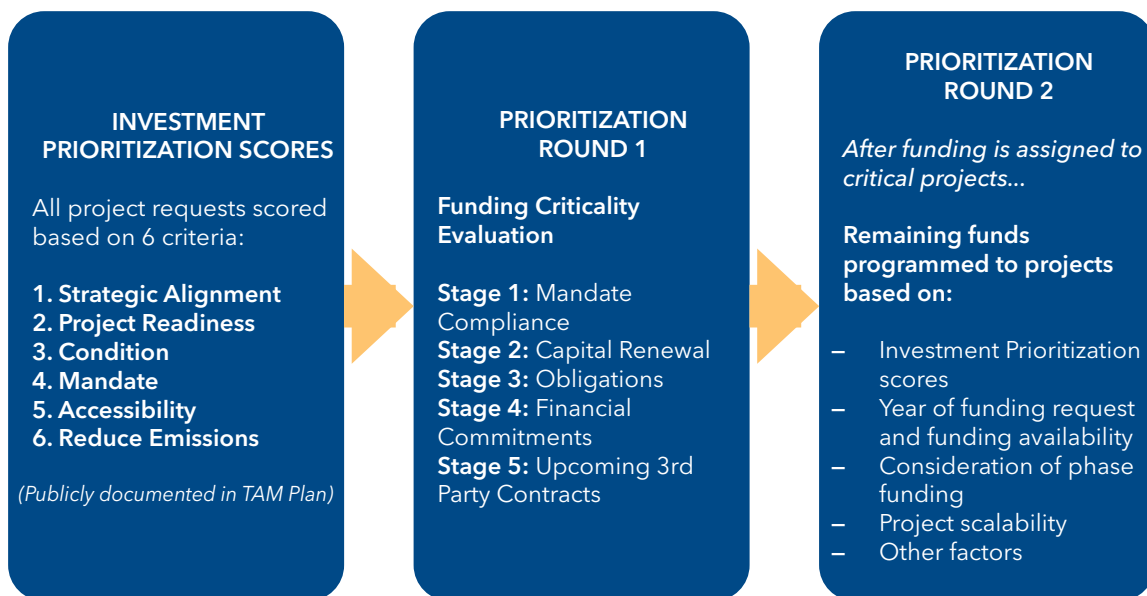 INVESTMENT
PRIORITIZATION SCORES
All project requests scored
based on 6 criteria:
1. Strategic Alignment
2. Project Readiness
3. Condition
4. Mandate
5. Accessibility
6. Reduce Emissions
(Publicly documented in TAM Plan)
PRIORITIZATION
ROUND 1
Funding Criticality
Evaluation
Stage 1: Mandate
Compliance
Stage 2: Capital Renewal
Stage 3: Obligations
Stage 4: Financial
Commitments
Stage 5: Upcoming 3rd
Party Contracts
PRIORITIZATION
ROUND 2
After funding is assigned to
critical projects...
Remaining funds
programmed to projects
based on:
– Investment Prioritization
scores
– Year of funding request
and funding availability
– Consideration of phase
funding
– Project scalability
– Other factors